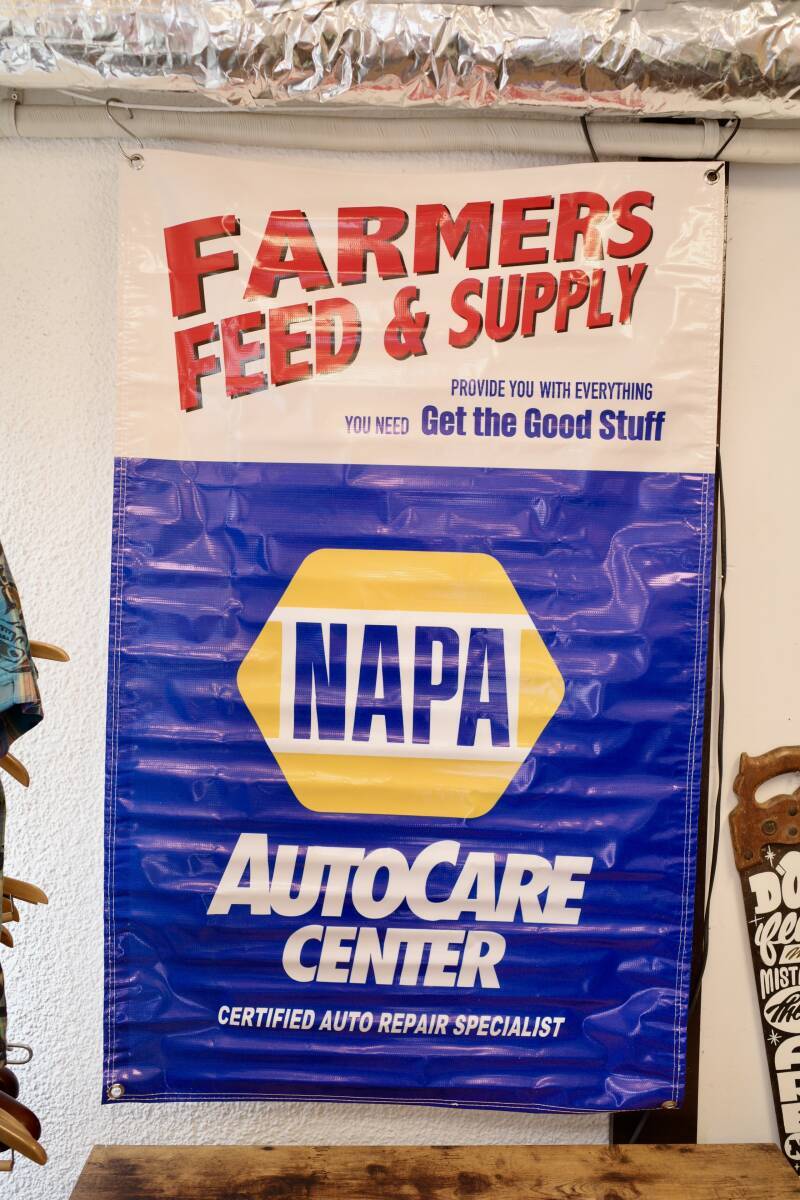 FARMERS
FEED & SUPPLY
PROVIDE YOU WITH EVERYTHING
YOU NEED Get the Good Stuff
NAPA
AUTOCARE
CENTER
CERTIFIED AUTO REPAIR SPECIALIST